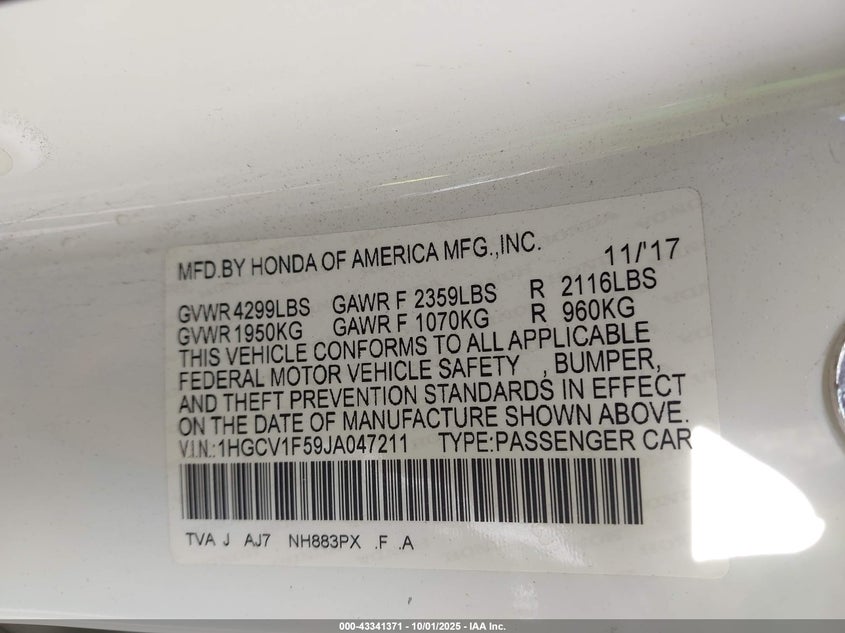 MFD.BY HONDA OF AMERICA MFG.,INC. 11/'17
GVWR 4299LBS GAWR F 2359LBS R 2116LBS
GVWR 1950KG GAWR F 1070KG R 960KG
THIS VEHICLE CONFORMS TO ALL APPLICABLE
FEDERAL MOTOR VEHICLE SAFETY , BUMPER,
AND THEFT PREVENTION STANDARDS IN EFFECT
ON THE DATE OF MANUFACTURE SHOWN ABOVE.
V.I.N.:1HGCV1F59JA047211 TYPE:PASSENGER CAR
TVA J AJ7 NH883PX .F .A
000-43341371 | 10/01/2025 | IAA Inc.